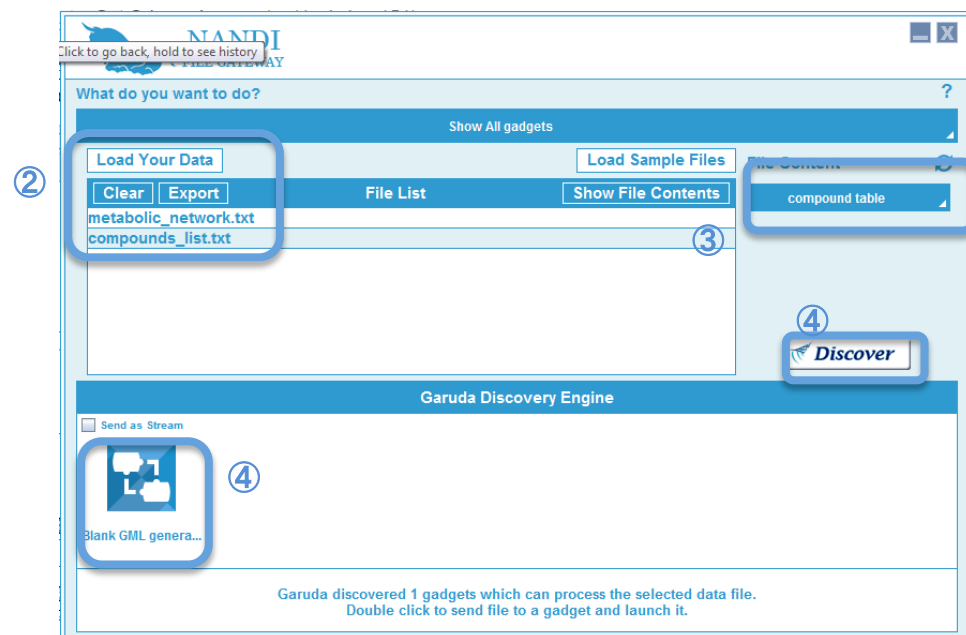 NANDI
Click to go back, hold to see history
FILE GATEWAY
X
What do you want to do?
?
Show All gadgets
②
Load Your Data
Load Sample Files
File Content
Clear
Export
File List
Show File Contents
compound table
metabolic_network.txt
compounds_list.txt
③
④
Discover
Garuda Discovery Engine
Send as Stream
④
Blank GML genera...
Garuda discovered 1 gadgets which can process the selected data file.
Double click to send file to a gadget and launch it.